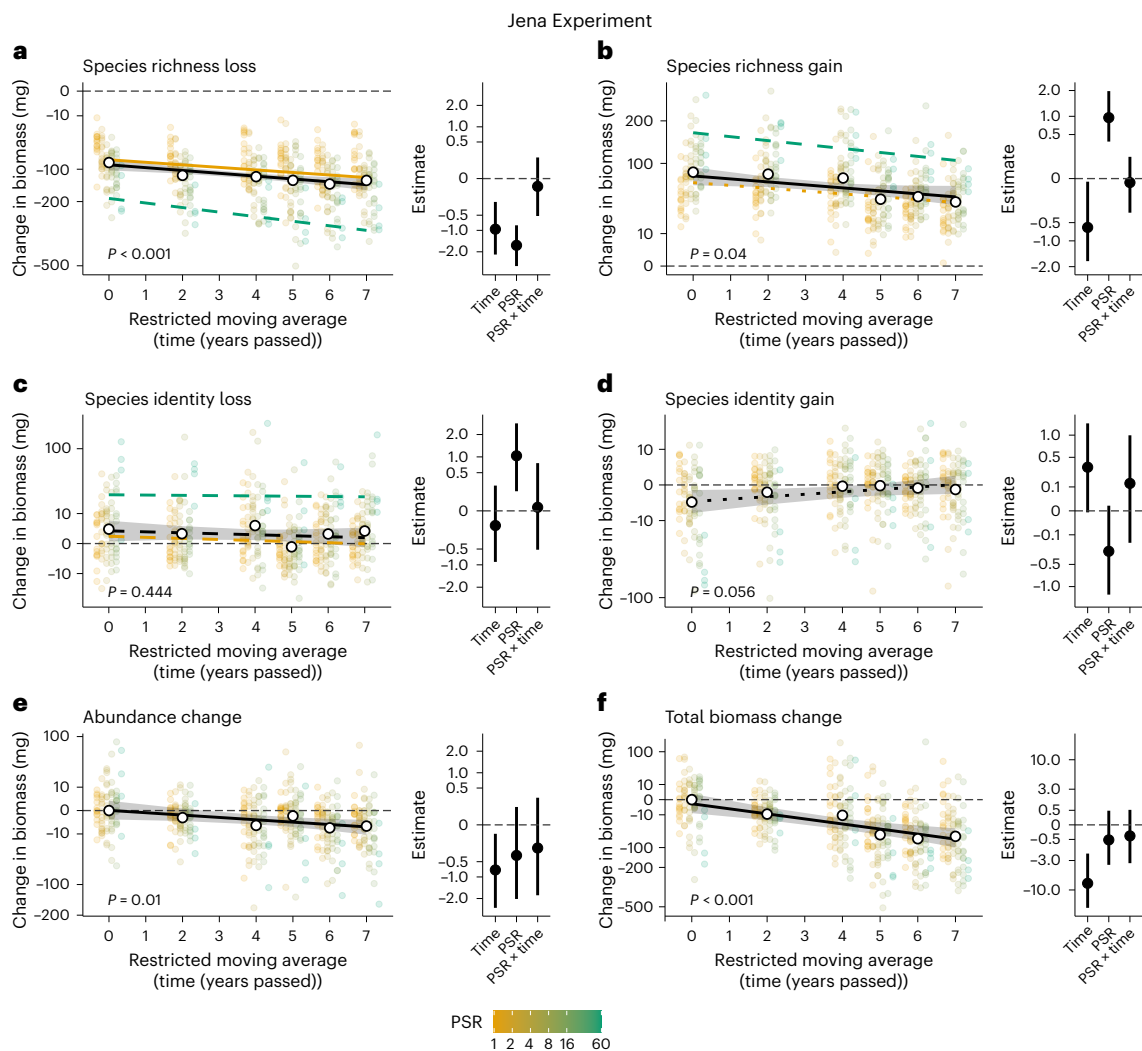 Jena Experiment
a
Species richness loss
Change in biomass (mg)
0
−10
−100
−200
−500
P < 0.001
0 1 2 3 4 5 6 7
Restricted moving average
(time (years passed))
Estimate
2.0
1.0
0.5
0
−0.5
−1.0
−2.0
Time
PSR
PSR × time
b
Species richness gain
Change in biomass (mg)
200
100
10
0
P = 0.04
0 1 2 3 4 5 6 7
Restricted moving average
(time (years passed))
Estimate
2.0
1.0
0.5
0
−0.5
−1.0
−2.0
Time
PSR
PSR × time
c
Species identity loss
Change in biomass (mg)
100
10
0
−10
P = 0.444
0 1 2 3 4 5 6 7
Restricted moving average
(time (years passed))
Estimate
2.0
1.0
0.5
0
−0.5
−1.0
−2.0
Time
PSR
PSR × time
d
Species identity gain
Change in biomass (mg)
10
0
−10
−100
P = 0.056
0 1 2 3 4 5 6 7
Restricted moving average
(time (years passed))
Estimate
1.0
0.5
0.1
0
−0.1
−0.5
−1.0
Time
PSR
PSR × time
e
Abundance change
Change in biomass (mg)
100
10
0
−10
−100
−200
P = 0.01
0 1 2 3 4 5 6 7
Restricted moving average
(time (years passed))
Estimate
2.0
1.0
0.5
0
−0.5
−1.0
−2.0
Time
PSR
PSR × time
f
Total biomass change
Change in biomass (mg)
100
10
0
−10
−100
−200
−500
P < 0.001
0 1 2 3 4 5 6 7
Restricted moving average
(time (years passed))
Estimate
10.0
3.0
0.5
0
−0.5
−3.0
−10.0
Time
PSR
PSR × time
PSR
1 2 4 8 16 60